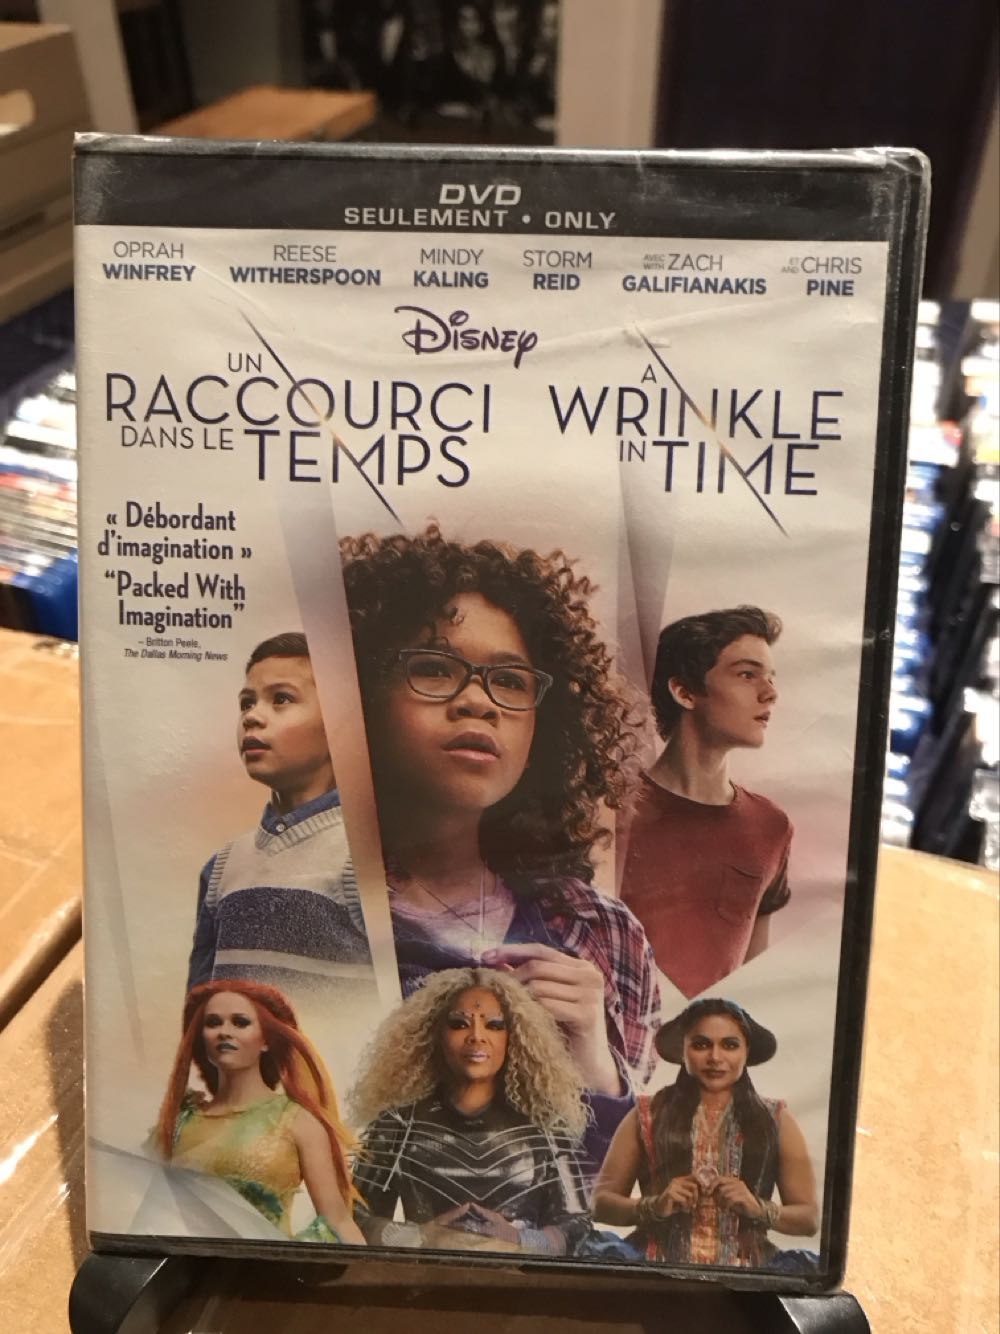 DVD
SEULEMENT • ONLY
OPRAH WINFREY
REESE WITHERSPOON
MINDY KALING
STORM REID
AVEC WITH ZACH GALIFIANAKIS
ET AND CHRIS PINE
Disney
UN
RACCOURCI
DANS LE TEMPS
A
WRINKLE
IN TIME
« Débordant
d'imagination »
"Packed With
Imagination"
– Britton Peele,
The Dallas Morning News